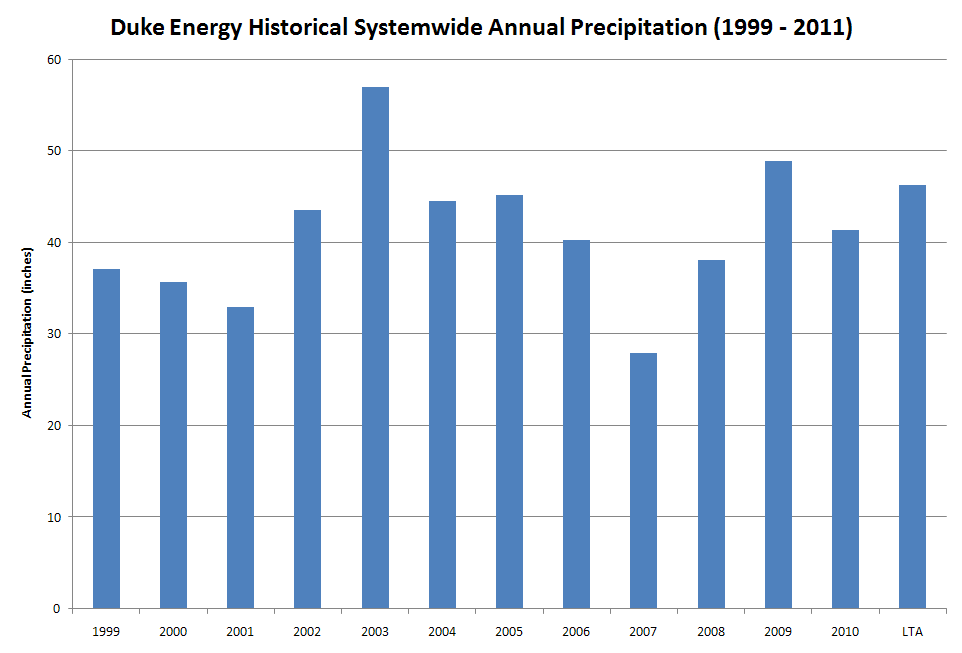 Duke Energy Historical Systemwide Annual Precipitation (1999 - 2011)
60
50
40
30
20
10
0
Annual Precipitation (inches)
1999 2000 2001 2002 2003 2004 2005 2006 2007 2008 2009 2010 LTA